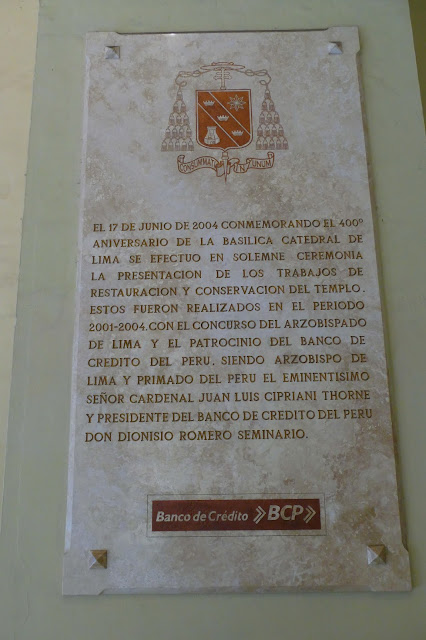 CONSUMMATI IN UNUM
EL 17 DE JUNIO DE 2004 CONMEMORANDO EL 400º
ANIVERSARIO DE LA BASILICA CATEDRAL DE
LIMA SE EFECTUO EN SOLEMNE CEREMONIA
LA PRESENTACION DE LOS TRABAJOS DE
RESTAURACION Y CONSERVACION DEL TEMPLO.
ESTOS FUERON REALIZADOS EN EL PERIODO
2001-2004.CON EL CONCURSO DEL ARZOBISPADO
DE LIMA Y EL PATROCINIO DEL BANCO DE
CREDITO DEL PERU, SIENDO ARZOBISPO DE
LIMA Y PRIMADO DEL PERU EL EMINENTISIMO
SEÑOR CARDENAL JUAN LUIS CIPRIANI THORNE
Y PRESIDENTE DEL BANCO DE CREDITO DEL PERU
DON DIONISIO ROMERO SEMINARIO.
Banco de Crédito BCP